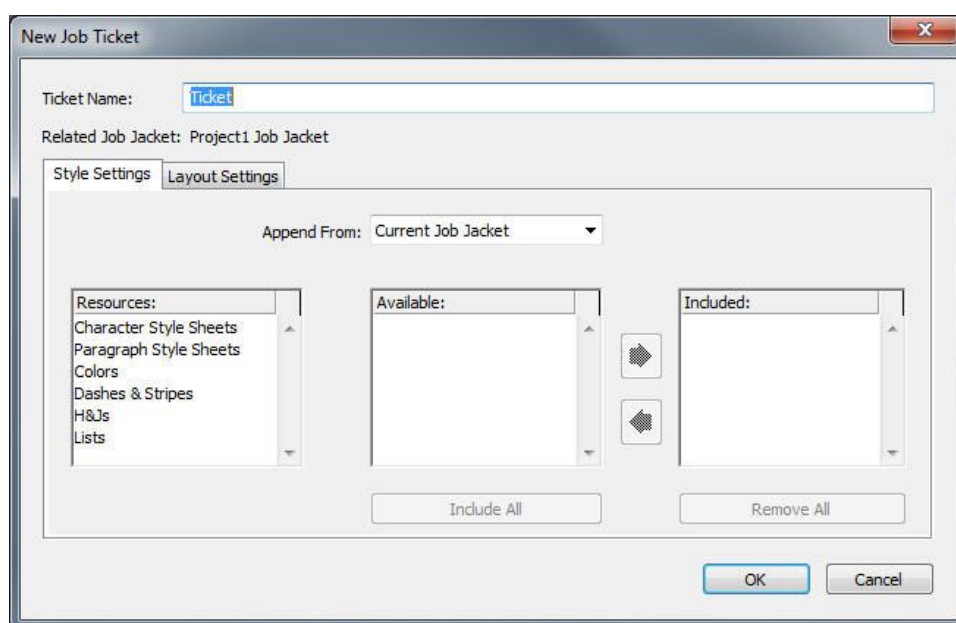 New Job Ticket
Ticket Name: Ticket
Related Job Jacket: Project1 Job Jacket
Style Settings Layout Settings
Append From: Current Job Jacket
Resources: Available: Included:
Character Style Sheets
Paragraph Style Sheets
Colors
Dashes & Stripes
H&Js
Lists
Include All Remove All
OK Cancel